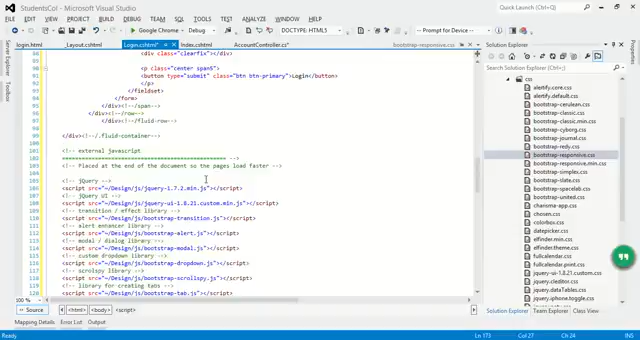 StudentsCol - Microsoft Visual Studio
Quick Launch (Ctrl+Q)
FILE EDIT VIEW PROJECT BUILD DEBUG TEAM SQL TOOLS TEST ANALYZE WINDOW HELP
Google Chrome Debug DOCTYPE: HTML5 Prompt for Device
login.html _Layout.cshtml Login.cshtml* Index.cshtml AccountController.cs* bootstrap-responsive.css
Server Explorer
Toolbox
<div class="clearfix"></div>
<p class="center span5">
<button type="submit" class="btn btn-primary">Login</button>
</p>
</fieldset>
</form>
</div><!--/span-->
</div><!--/row-->
</div><!--/fluid-row-->
</div><!--/.fluid-container-->
<!-- external javascript
================================================== -->
<!-- Placed at the end of the document so the pages load faster -->
<!-- jQuery -->
<script src="~/Design/js/jquery-1.7.2.min.js"></script>
<!-- jQuery UI -->
<script src="~/Design/js/jquery-ui-1.8.21.custom.min.js"></script>
<!-- transition / effect library -->
<script src="~/Design/js/bootstrap-transition.js"></script>
<!-- alert enhancer library -->
<script src="~/Design/js/bootstrap-alert.js"></script>
<!-- modal / dialog library -->
<script src="~/Design/js/bootstrap-modal.js"></script>
<!-- custom dropdown library -->
<script src="~/Design/js/bootstrap-dropdown.js"></script>
<!-- scrolspy library -->
<script src="~/Design/js/bootstrap-scrollspy.js"></script>
<!-- library for creating tabs -->
<script src="~/Design/js/bootstrap-tab.js"></script>
100 %
Source <html> <body> <script>
Mapping Details Error List Output
Solution Explorer
Search Solution Explorer (Ctrl+;)
css
alertify.core.css
alertify.default.css
bootstrap-cerulean.css
bootstrap-classic.css
bootstrap-classic.min.css
bootstrap-cyborg.css
bootstrap-journal.css
bootstrap-redy.css
bootstrap-responsive.css
bootstrap-responsive.min.css
bootstrap-simplex.css
bootstrap-slate.css
bootstrap-spacelab.css
bootstrap-united.css
charisma-app.css
chosen.css
colorbox.css
datepicker.css
elfinder.min.css
elfinder.theme.css
fullcalendar.css
fullcalendar.print.css
jquery-ui-1.8.21.custom.css
jquery.cleditor.css
jquery.dataTables.css
jquery.iphone.toggle.css
Solution Explorer Team Explorer Class View
Properties
Ready Ln 173 Col 27 Ch 24 INS